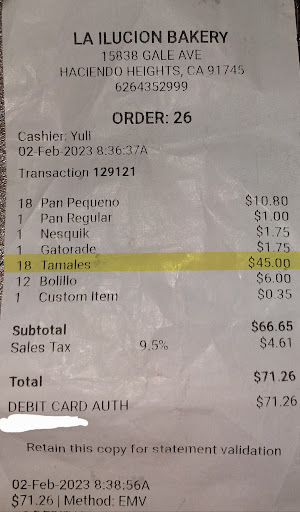 LA ILUCION BAKERY
15838 GALE AVE
HACIENDO HEIGHTS, CA 91745
6264352999
ORDER: 26
Cashier: Yuli
02-Feb-2023 8:36:37A
Transaction 129121
18 Pan Pequeno $10.80
1 Pan Regular $1.00
1 Nesquik $1.75
1 Gatorade $1.75
18 Tamales $45.00
12 Bolillo $6.00
1 Custom Item $0.35
Subtotal $66.65
Sales Tax 9.5% $4.61
Total $71.26
DEBIT CARD AUTH $71.26
Retain this copy for statement validation
02-Feb-2023 8:38:56A
$71.26 | Method: EMV